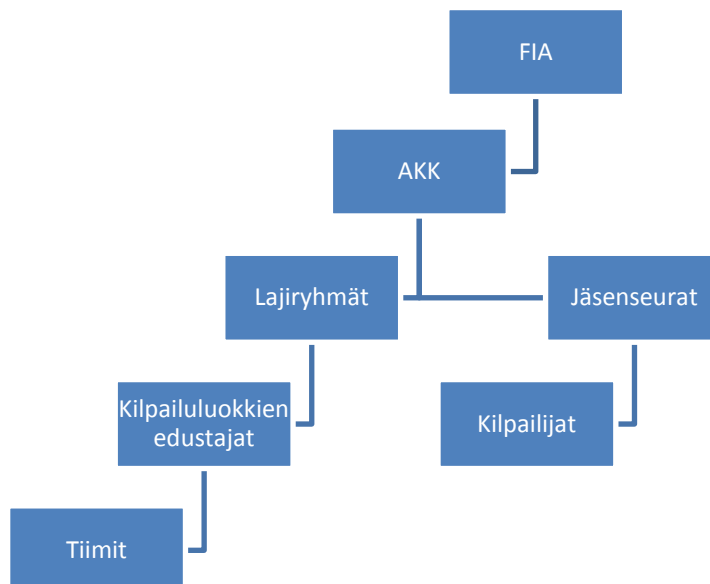 FIA
AKK
Lajiryhmät
Jäsenseurat
Kilpailuluokkien
edustajat
Kilpailijat
Tiimit